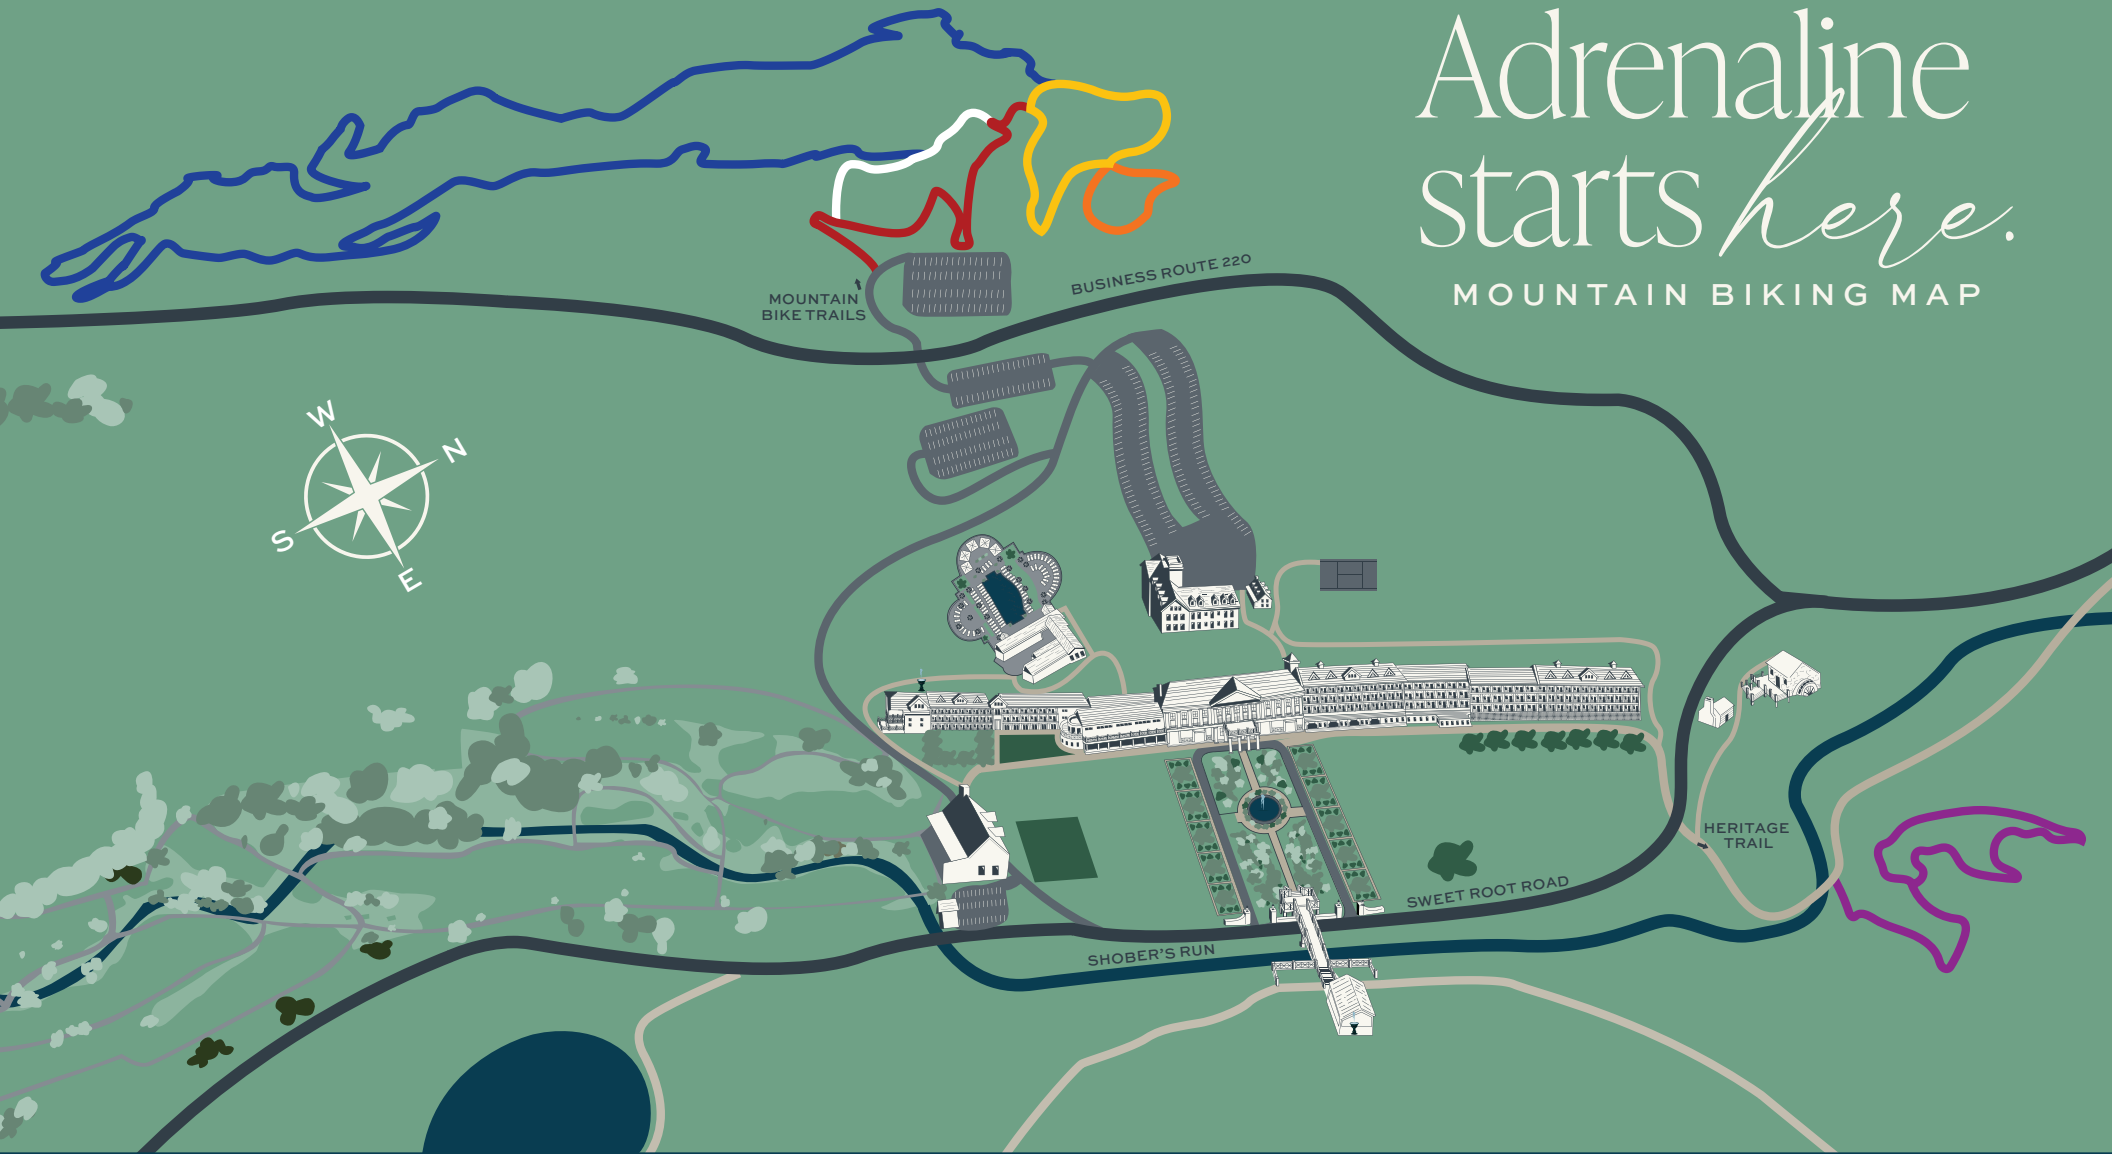 Adrenaline
starts here.
MOUNTAIN BIKING MAP
BUSINESS ROUTE 220
MOUNTAIN
BIKE TRAILS
W
N
S
E
HERITAGE
TRAIL
SWEET ROOT ROAD
SHOBER'S RUN